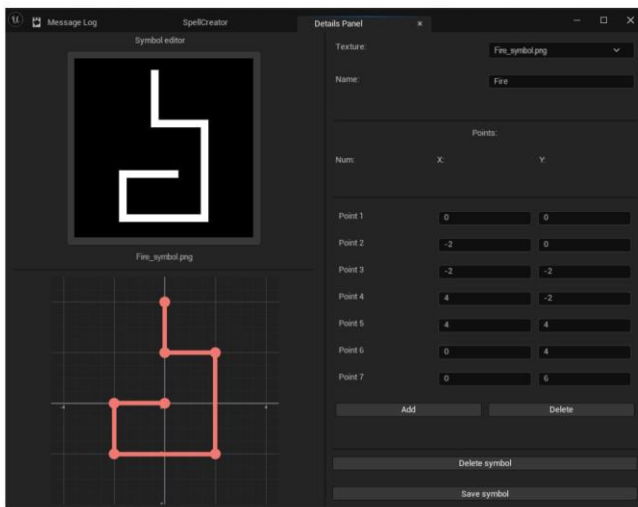 Message Log SpellCreator Details Panel
Symbol editor
Fire_symbol.png
Texture: Fire_symbol.png
Name: Fire
Points:
Num: X: Y:
Point 1 0 0
Point 2 -2 0
Point 3 -2 -2
Point 4 4 -2
Point 5 4 4
Point 6 0 4
Point 7 0 6
Add Delete
Delete symbol
Save symbol